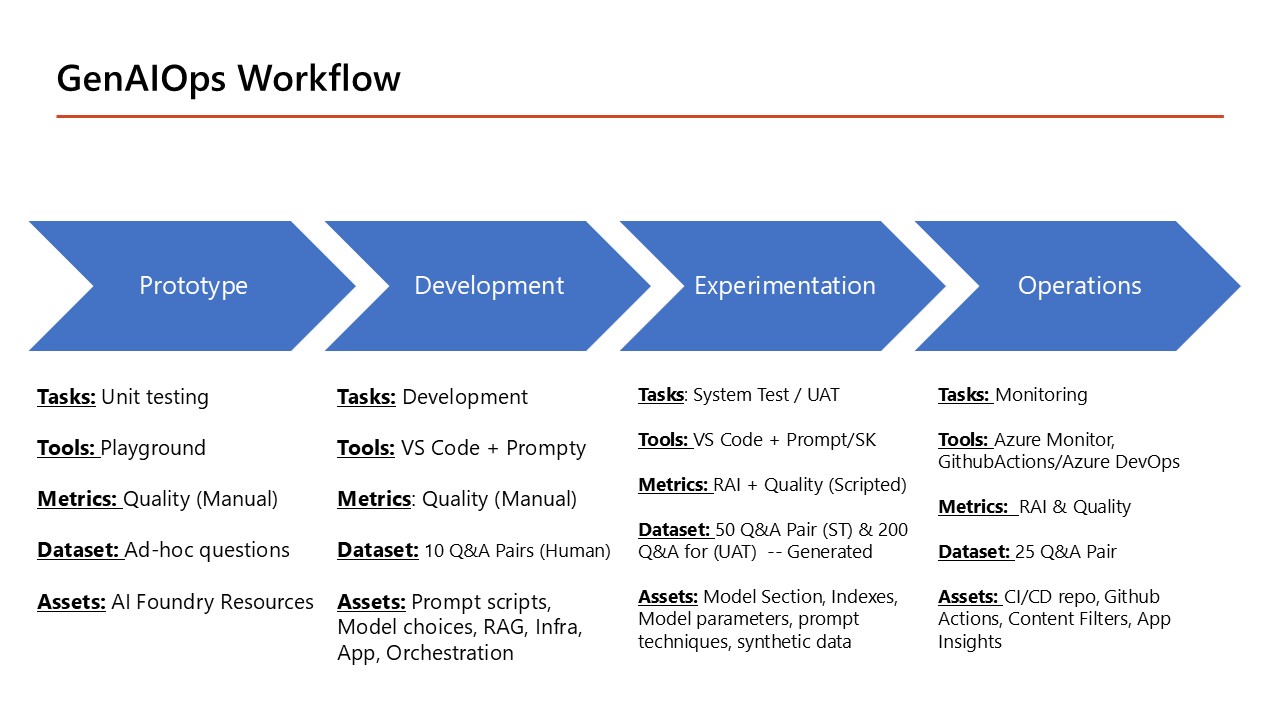 GenAIOps Workflow
Prototype
Development
Experimentation
Operations
Tasks: Unit testing
Tools: Playground
Metrics: Quality (Manual)
Dataset: Ad-hoc questions
Assets: AI Foundry Resources
Tasks: Development
Tools: VS Code + Prompty
Metrics: Quality (Manual)
Dataset: 10 Q&A Pairs (Human)
Assets: Prompt scripts,
Model choices, RAG, Infra,
App, Orchestration
Tasks: System Test / UAT
Tools: VS Code + Prompt/SK
Metrics: RAI + Quality (Scripted)
Dataset: 50 Q&A Pair (ST) & 200
Q&A for (UAT)  -- Generated
Assets: Model Section, Indexes,
Model parameters, prompt
techniques, synthetic data
Tasks: Monitoring
Tools: Azure Monitor,
GithubActions/Azure DevOps
Metrics:  RAI & Quality
Dataset: 25 Q&A Pair
Assets: CI/CD repo, Github
Actions, Content Filters, App
Insights